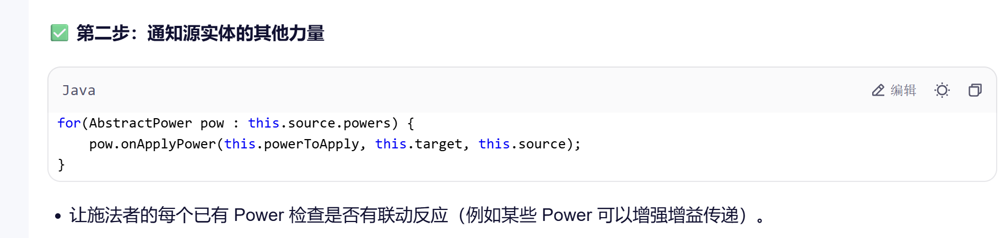 ✅ 第二步：通知源实体的其他力量
Java
编辑
for(AbstractPower pow : this.source.powers) {
    pow.onApplyPower(this.powerToApply, this.target, this.source);
}
• 让施法者的每个已有 Power 检查是否有联动反应（例如某些 Power 可以增强增益传递）。